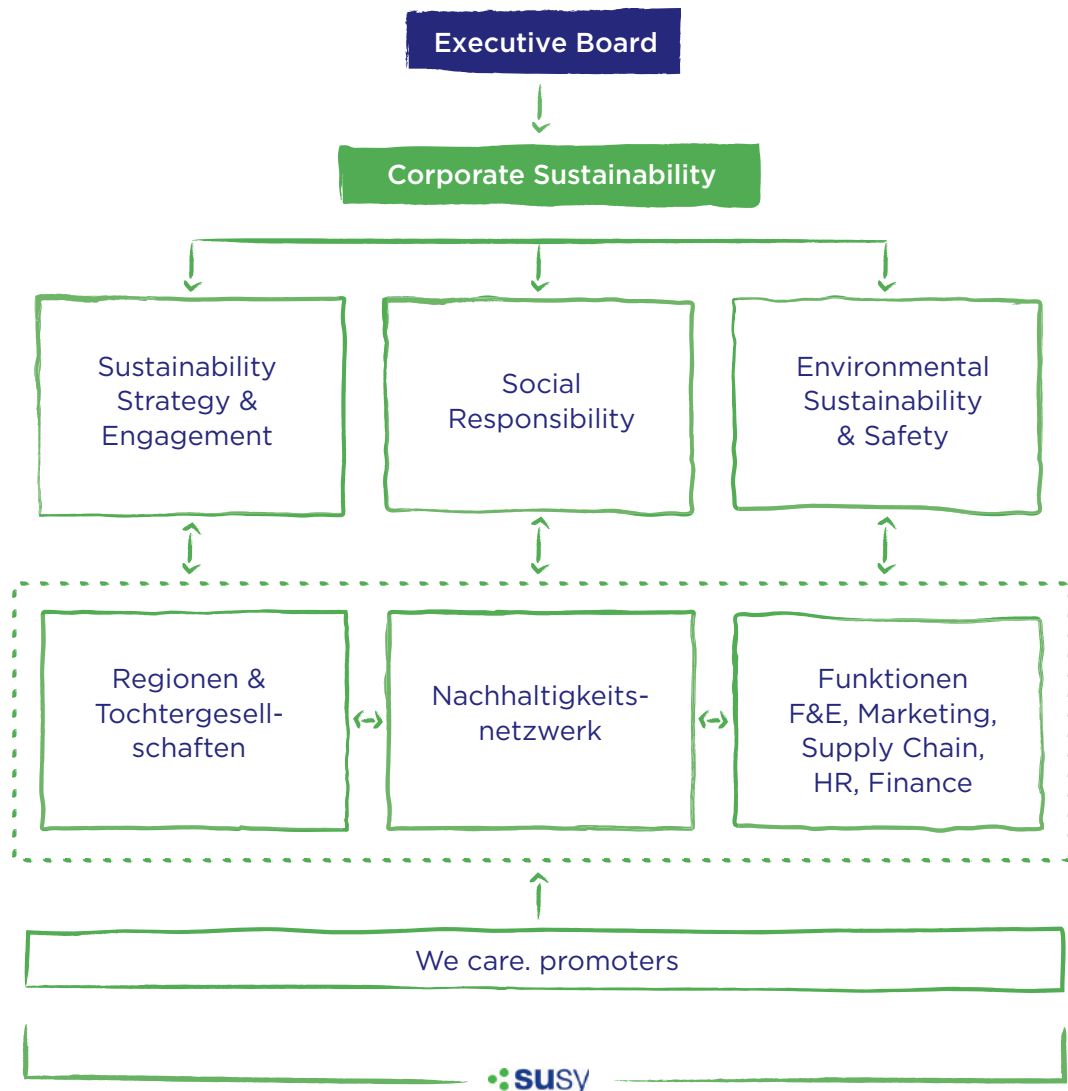 Executive Board
Corporate Sustainability
Sustainability
Strategy &
Engagement
Social
Responsibility
Environmental
Sustainability
& Safety
Regionen &
Tochtergesell-
schaften
Nachhaltigkeits-
netzwerk
Funktionen
F&E, Marketing,
Supply Chain,
HR, Finance
We care. promoters
susy